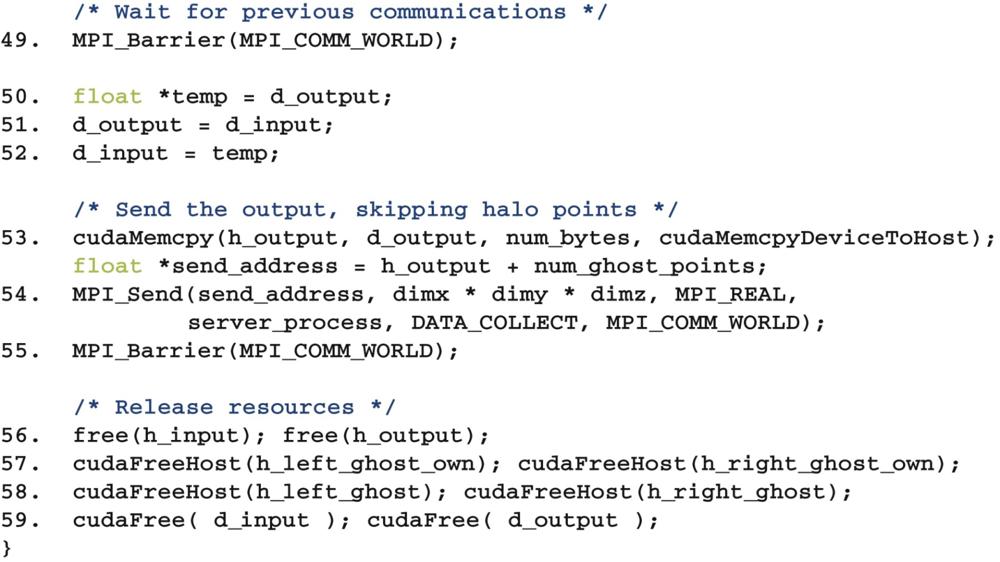 /* Wait for previous communications */
49. MPI_Barrier(MPI_COMM_WORLD);
50. float *temp = d_output;
51. d_output = d_input;
52. d_input = temp;
/* Send the output, skipping halo points */
53. cudaMemcpy(h_output, d_output, num_bytes, cudaMemcpyDeviceToHost);
float *send_address = h_output + num_ghost_points;
54. MPI_Send(send_address, dimx * dimy * dimz, MPI_REAL,
server_process, DATA_COLLECT, MPI_COMM_WORLD);
55. MPI_Barrier(MPI_COMM_WORLD);
/* Release resources */
56. free(h_input); free(h_output);
57. cudaFreeHost(h_left_ghost_own); cudaFreeHost(h_right_ghost_own);
58. cudaFreeHost(h_left_ghost); cudaFreeHost(h_right_ghost);
59. cudaFree( d_input ); cudaFree( d_output );
}